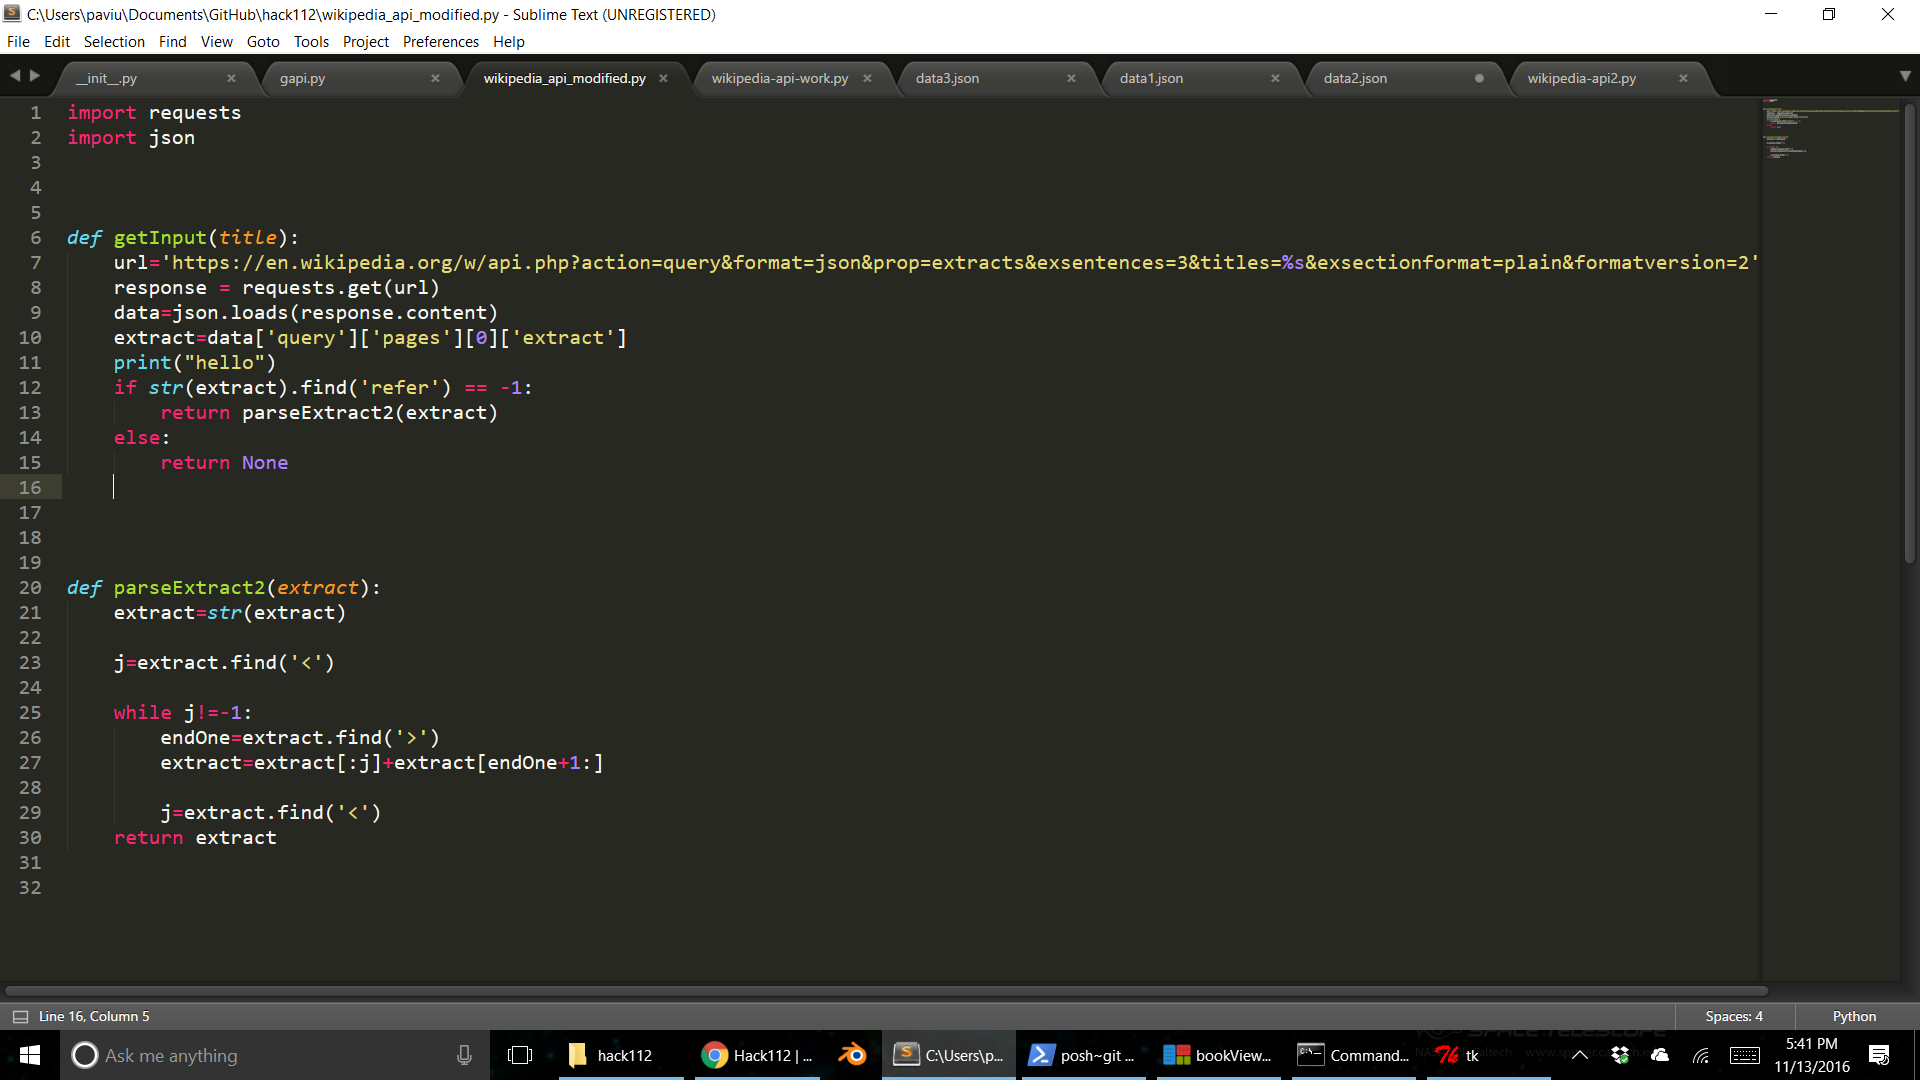 C:\Users\paviu\Documents\GitHub\hack112\wikipedia_api_modified.py - Sublime Text (UNREGISTERED)
File Edit Selection Find View Goto Tools Project Preferences Help
__init__.py gapi.py wikipedia_api_modified.py wikipedia-api-work.py data3.json data1.json data2.json wikipedia-api2.py
1 import requests
2 import json
3
4
5
6 def getInput(title):
7     url='https://en.wikipedia.org/w/api.php?action=query&format=json&prop=extracts&exsentences=3&titles=%s&exsectionformat=plain&formatversion=2'
8     response = requests.get(url)
9     data=json.loads(response.content)
10     extract=data['query']['pages'][0]['extract']
11     print("hello")
12     if str(extract).find('refer') == -1:
13         return parseExtract2(extract)
14     else:
15         return None
16
17
18
19
20 def parseExtract2(extract):
21     extract=str(extract)
22
23     j=extract.find('<')
24
25     while j!=-1:
26         endOne=extract.find('>')
27         extract=extract[:j]+extract[endOne+1:]
28
29         j=extract.find('<')
30     return extract
31
32
Line 16, Column 5 Spaces: 4 Python
Ask me anything hack112 Hack112 | ... C:\Users\p... posh~git ... bookView... Command... tk
5:41 PM
11/13/2016